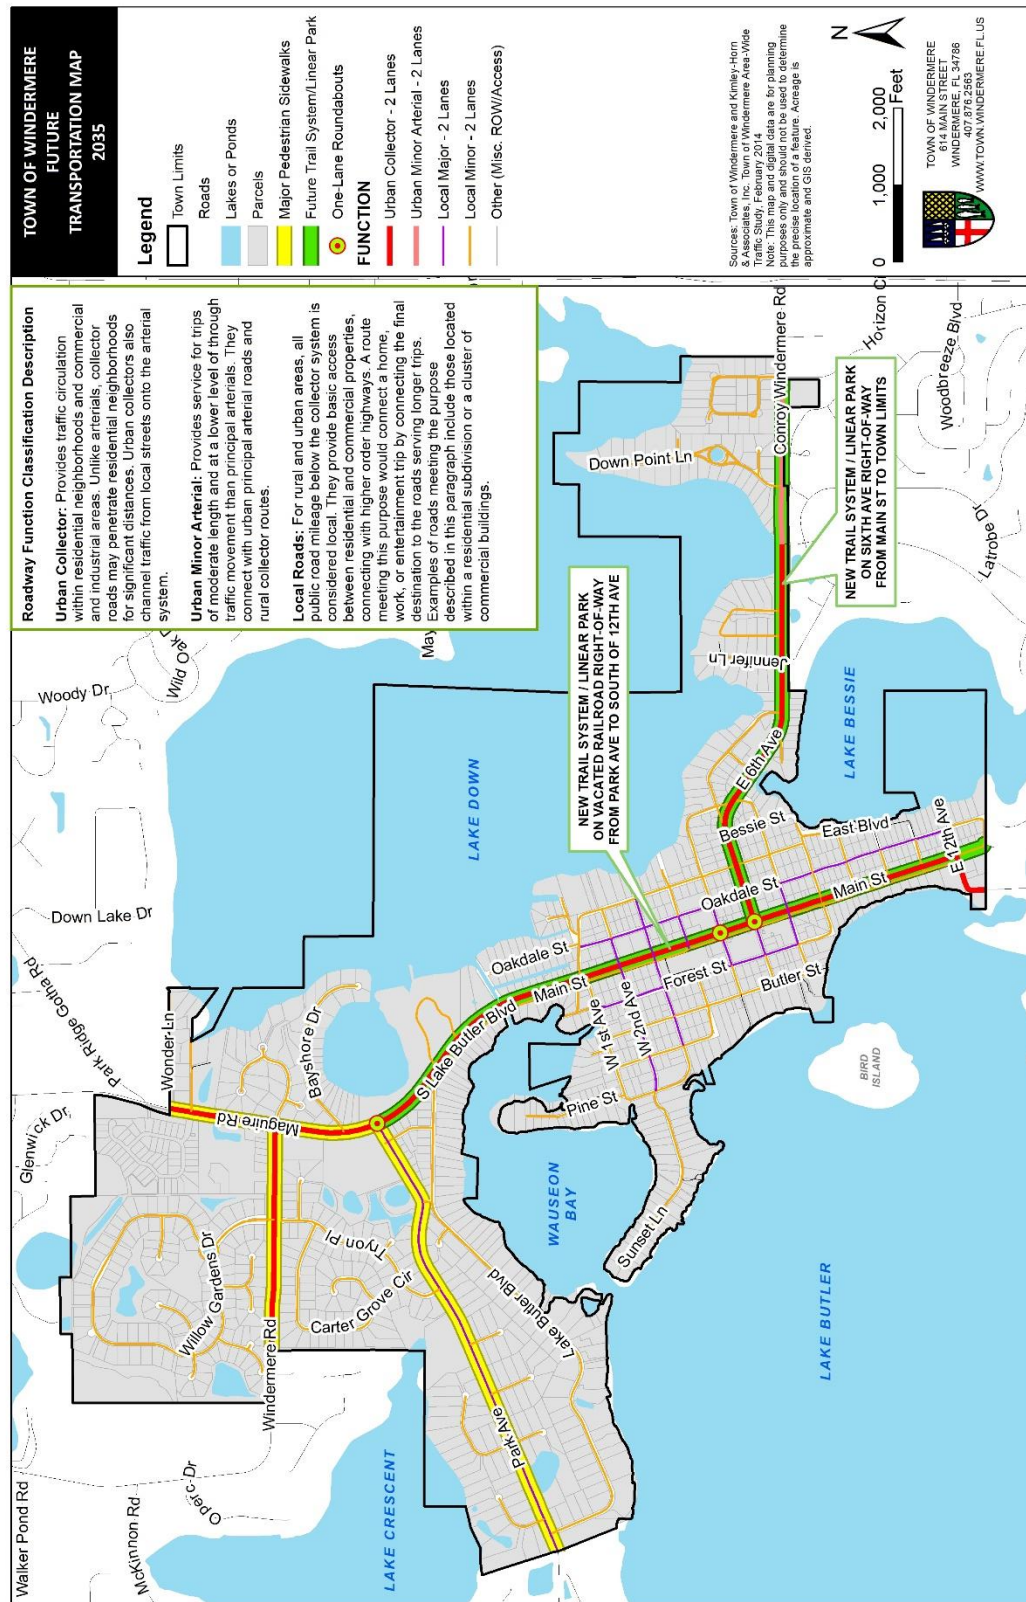 TOWN OF WINDERMERE
FUTURE
TRANSPORTATION MAP
2035
Legend
Town Limits
Roads
Lakes or Ponds
Parcels
Major Pedestrian Sidewalks
Future Trail System/Linear Park
One-Lane Roundabouts
FUNCTION
Urban Collector - 2 Lanes
Urban Minor Arterial - 2 Lanes
Local Major - 2 Lanes
Local Minor - 2 Lanes
Other (Misc. ROW/Access)
Sources: Town of Windermere and Kimley-Horn
& Associates, Inc. Town of Windermere Area-Wide
Traffic Study, February 2014
Note: This map and digital data are for planning
purposes only and should not be used to determine
the precise location of a feature. Acreage is
approximate and GIS derived.
N
0 1,000 2,000
Feet
TOWN OF WINDERMERE
614 MAIN STREET
WINDERMERE, FL 34786
407.876.2563
WWW.TOWN.WINDERMERE.FL.US
Roadway Function Classification Description
Urban Collector: Provides traffic circulation
within residential neighborhoods and commercial
and industrial areas. Unlike arterials, collector
roads may penetrate residential neighborhoods
for significant distances. Urban collectors also
channel traffic from local streets onto the arterial
system.
Urban Minor Arterial: Provides service for trips
of moderate length and at a lower level of through
traffic movement than principal arterials. They
connect with urban principal arterial roads and
rural collector routes.
Local Roads: For rural and urban areas, all
public road mileage below the collector system is
considered local. They provide basic access
between residential and commercial properties,
connecting with higher order highways. A route
meeting this purpose would connect a home,
work, or entertainment trip by connecting the final
destination to the roads serving longer trips.
Examples of roads meeting the purpose
described in this paragraph include those located
within a residential subdivision or a cluster of
commercial buildings.
Walker Pond Rd
McKinnon Rd
Operc Dr
Glenwick Dr
Park Ridge Gotha Rd
Down Lake Dr
Woody Dr
Wild Oak D
May
Wonder Ln
Maguire Rd
Bayshore Dr
Willow Gardens Dr
Windermere Rd
Tryon Pl
Carter Grove Cir
Park Ave
Lake Butler Blvd
S Lake Butler Blvd
LAKE CRESCENT
LAKE DOWN
WAUSEON
BAY
LAKE BUTLER
BIRD
ISLAND
LAKE BESSIE
Sunset Ln
Pine St
W 1st Ave
W 2nd Ave
Main St
Oakdale St
Forest St
Butler St
Oakdale St
Main St
Bessie St
East Blvd
E 12th Ave
E 6th Ave
Jennifer Ln
Down Point Ln
Conroy Windermere Rd
Horizon Ci
Woodbreeze Blvd
Latrobe Dr
NEW TRAIL SYSTEM / LINEAR PARK
ON VACATED RAILROAD RIGHT-OF-WAY
FROM PARK AVE TO SOUTH OF 12TH AVE
NEW TRAIL SYSTEM / LINEAR PARK
ON SIXTH AVE RIGHT-OF-WAY
FROM MAIN ST TO TOWN LIMITS